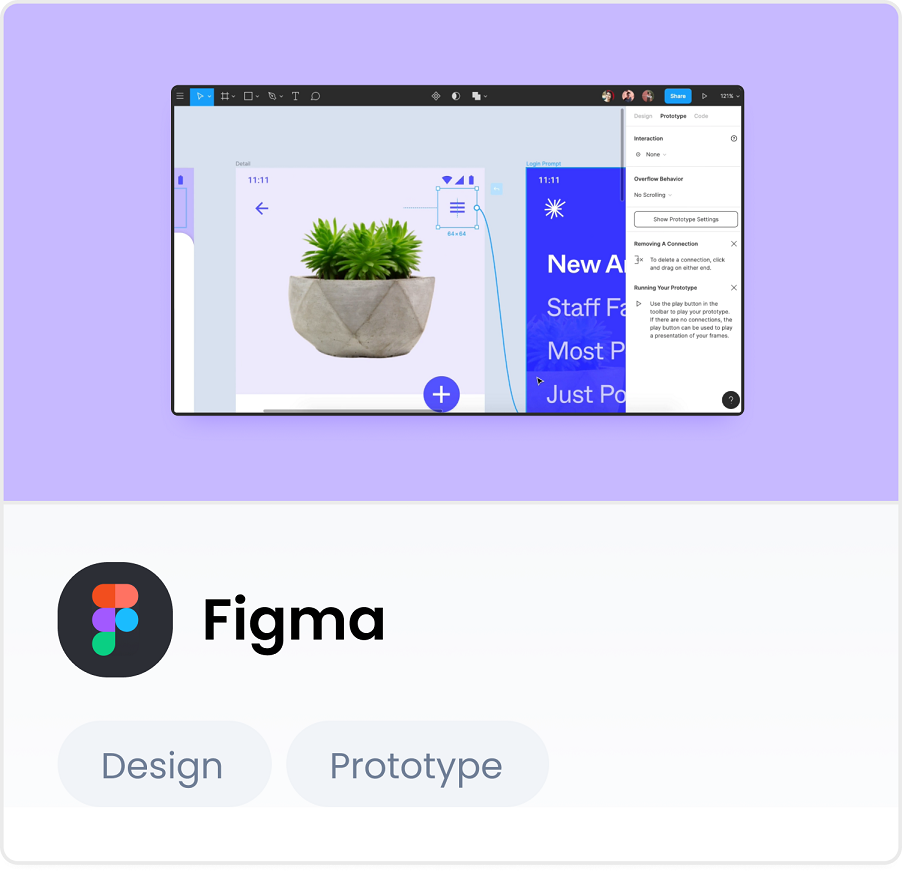 Share
121%
Design Prototype Code
Interaction
None
Overflow Behavior
No Scrolling
Show Prototype Settings
Removing A Connection
To delete a connection, click
and drag on either end.
Running Your Prototype
Use the play button in the
toolbar to play your prototype.
If there are no connections, the
play button can be used to play
a presentation of your frames.
?
Detail
11:11
64×64
Login Prompt
11:11
New Ar
Staff Fa
Most P
Just Po
Figma
Design
Prototype